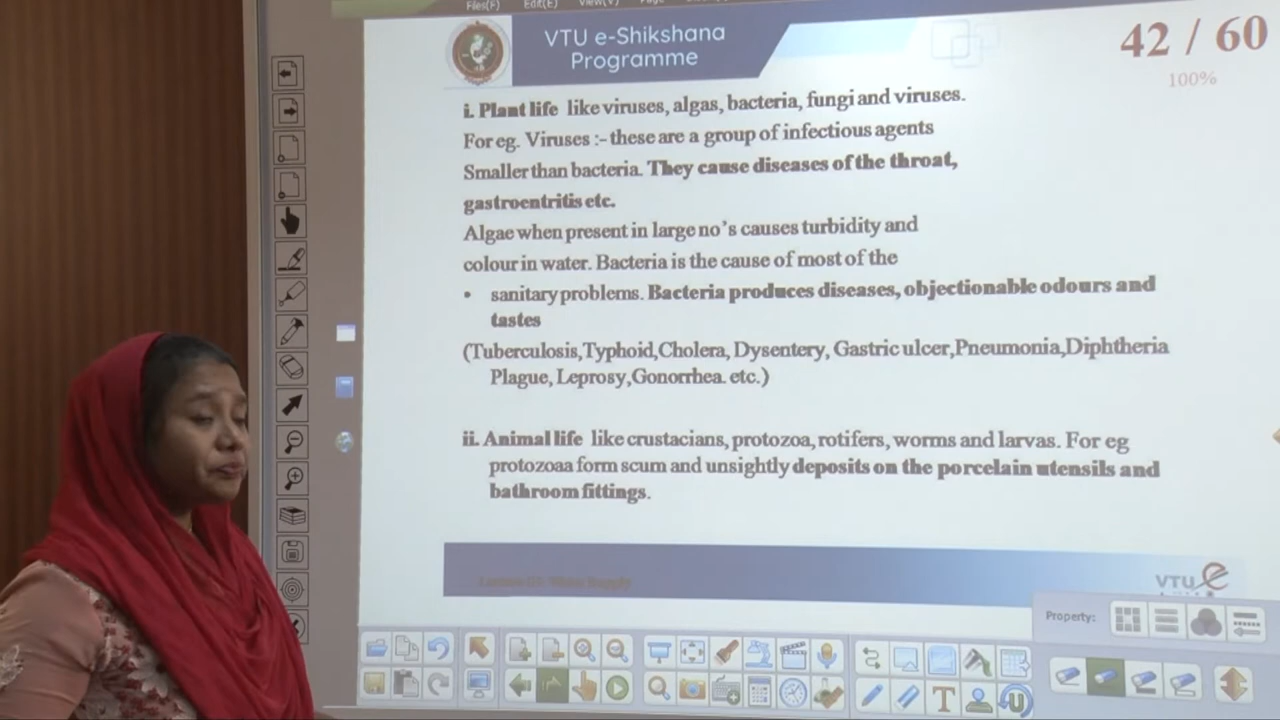 Files(F) Edit(E) View(V) Page
VTU e-Shikshana
Programme
42 / 60
100%
i. Plant life like viruses, algas, bacteria, fungi and viruses.
For eg. Viruses :- these are a group of infectious agents
Smaller than bacteria. They cause diseases of the throat,
gastroentritis etc.
Algae when present in large no's causes turbidity and
colour in water. Bacteria is the cause of most of the
• sanitary problems. Bacteria produces diseases, objectionable odours and
tastes
(Tuberculosis,Typhoid,Cholera, Dysentery, Gastric ulcer,Pneumonia,Diphtheria
Plague, Leprosy,Gonorrhea. etc.)
ii. Animal life like crustacians, protozoa, rotifers, worms and larvas. For eg
protozoaa form scum and unsightly deposits on the porcelain utensils and
bathroom fittings.
VTU e
Property: